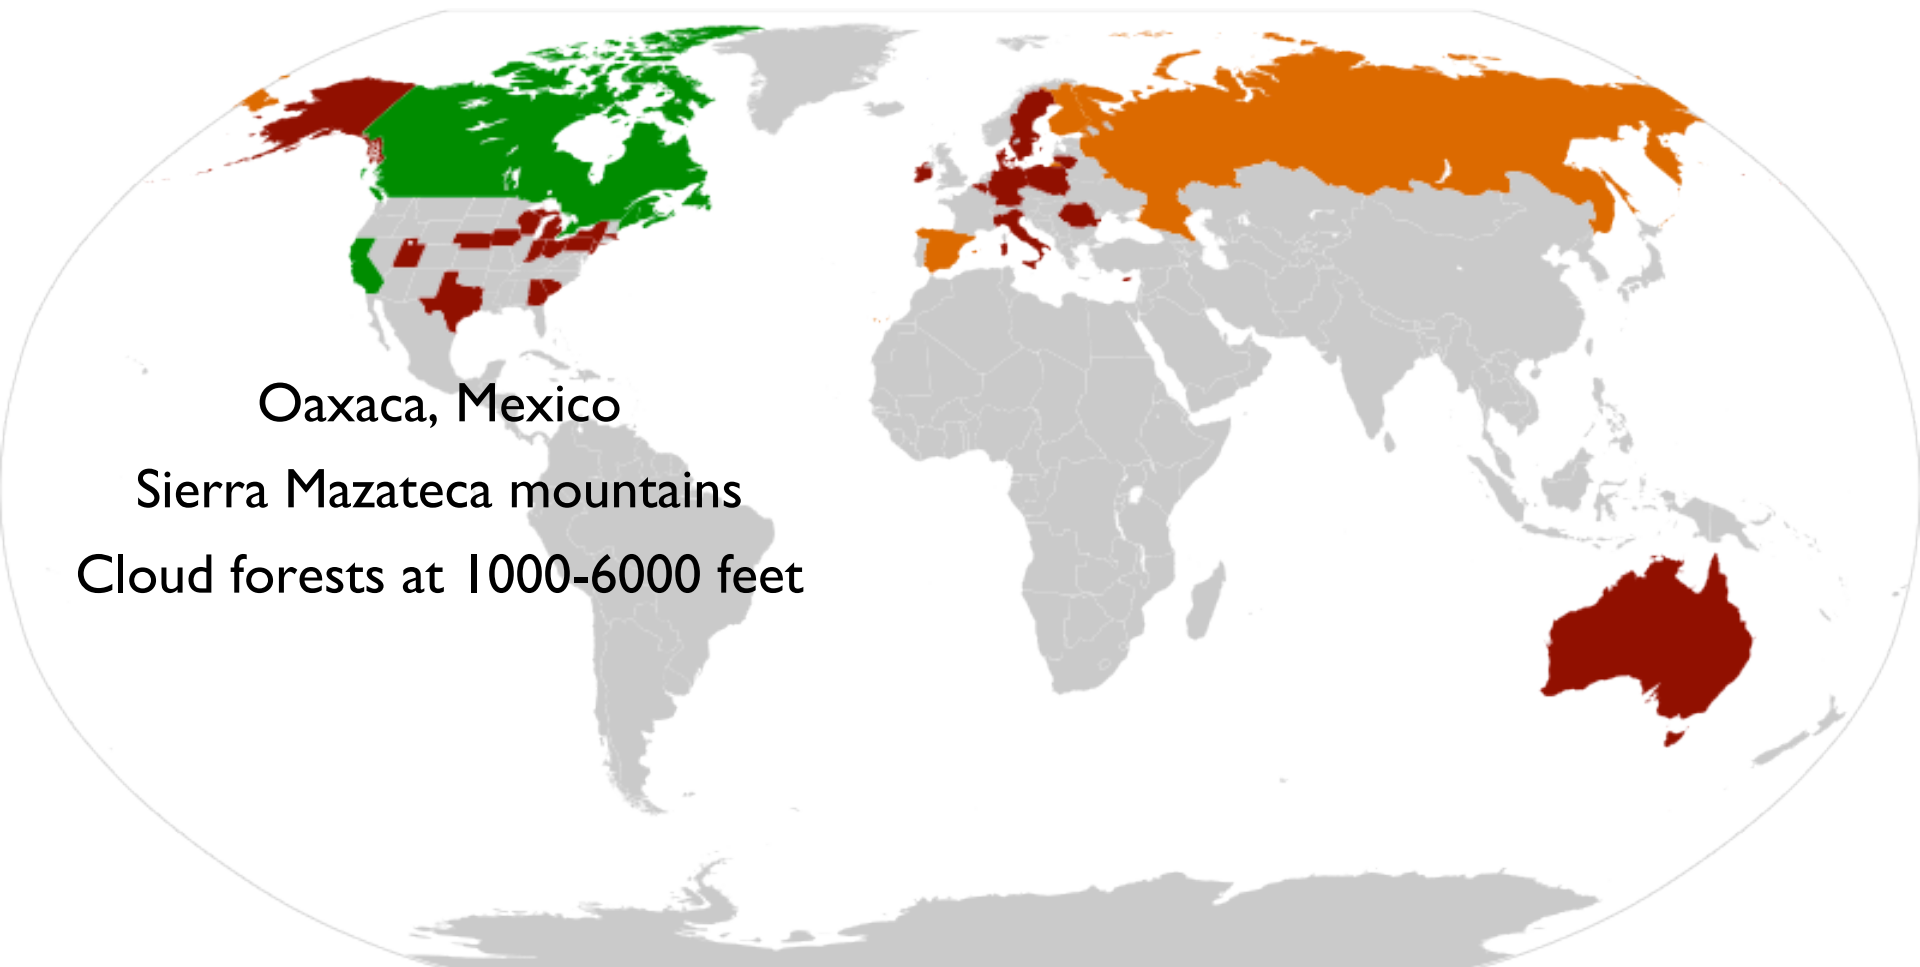 Oaxaca, Mexico
Sierra Mazateca mountains
Cloud forests at 1000-6000 feet